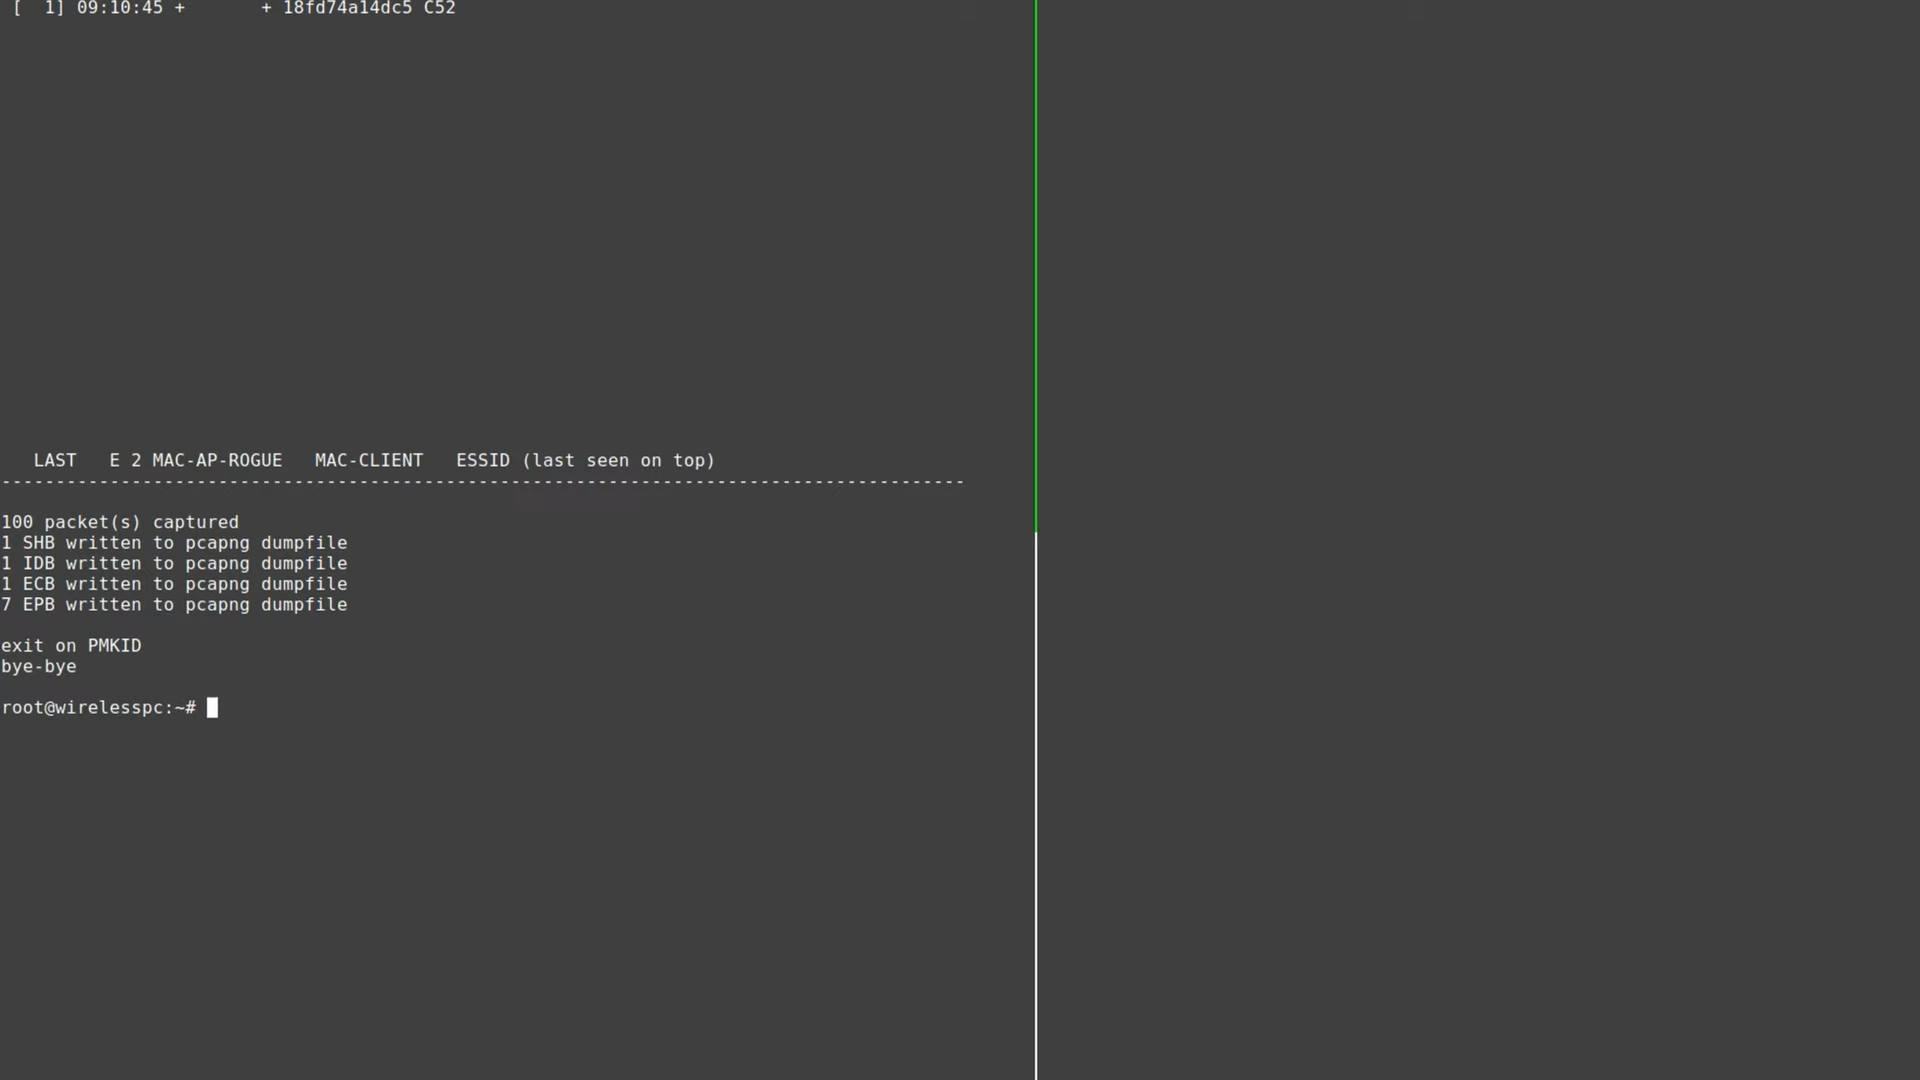 [  1] 09:10:45 +       + 18fd74a14dc5 C52
LAST   E 2 MAC-AP-ROGUE   MAC-CLIENT   ESSID (last seen on top)
-----------------------------------------------------------------------------------------
100 packet(s) captured
1 SHB written to pcapng dumpfile
1 IDB written to pcapng dumpfile
1 ECB written to pcapng dumpfile
7 EPB written to pcapng dumpfile
exit on PMKID
bye-bye
root@wirelesspc:~#